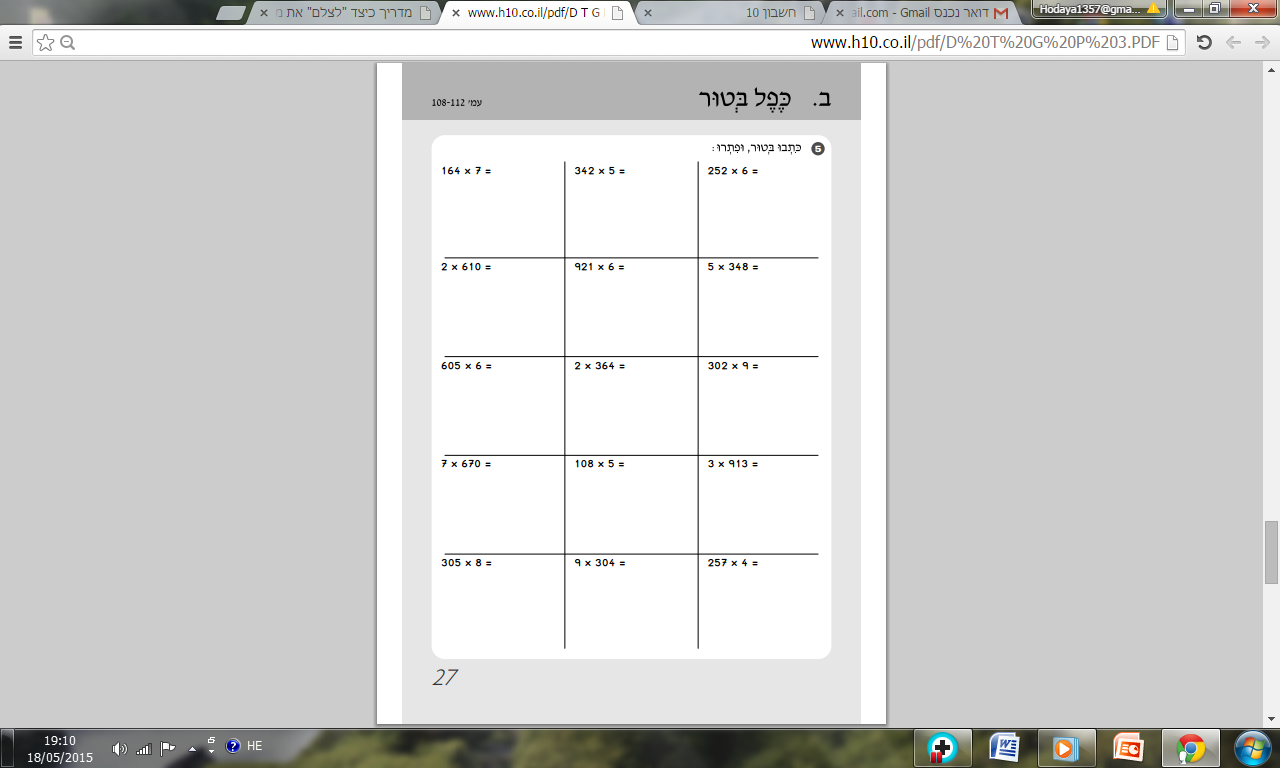 מדריך כיצד "לצלם" את מ
www.h10.co.il/pdf/D T G
חשבון 10
דואר נכנס - Gmail
Hodaya1357@gma...
www.h10.co.il/pdf/D%20T%20G%20P%203.PDF
ב. כֶּפֶל בְּטוּר
עמ' 108-112
5 כִּתְבוּ בְּטוּר, וּפִתְרוּ:
164 × 7 = 342 × 5 = 252 × 6 =
2 × 610 = 921 × 6 = 5 × 348 =
605 × 6 = 2 × 364 = 302 × 9 =
7 × 670 = 108 × 5 = 3 × 913 =
305 × 8 = 9 × 304 = 257 × 4 =
27
19:10
HE
18/05/2015